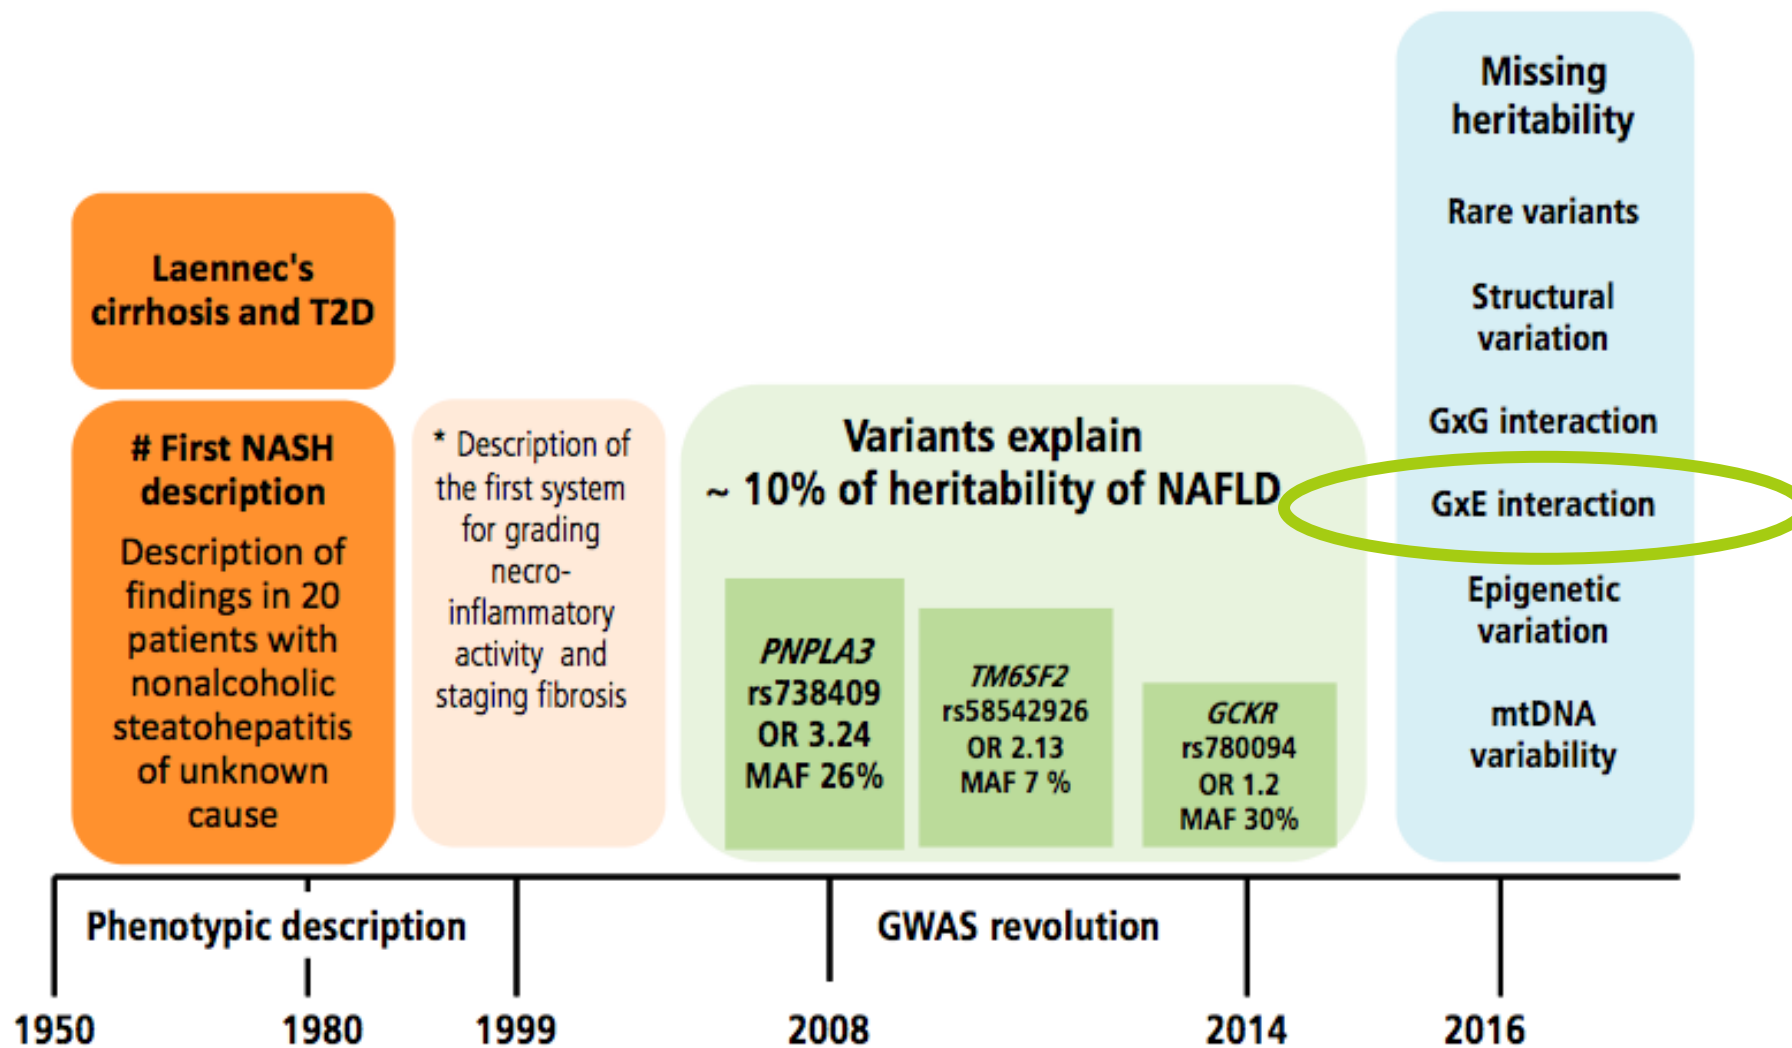 Laennec's
cirrhosis and T2D
# First NASH
description
Description of
findings in 20
patients with
nonalcoholic
steatohepatitis
of unknown
cause
* Description of
the first system
for grading
necro-
inflammatory
activity and
staging fibrosis
Variants explain
~ 10% of heritability of NAFLD
PNPLA3
rs738409
OR 3.24
MAF 26%
TM6SF2
rs58542926
OR 2.13
MAF 7 %
GCKR
rs780094
OR 1.2
MAF 30%
Missing
heritability
Rare variants
Structural
variation
GxG interaction
GxE interaction
Epigenetic
variation
mtDNA
variability
Phenotypic description
GWAS revolution
1950
1980
1999
2008
2014
2016